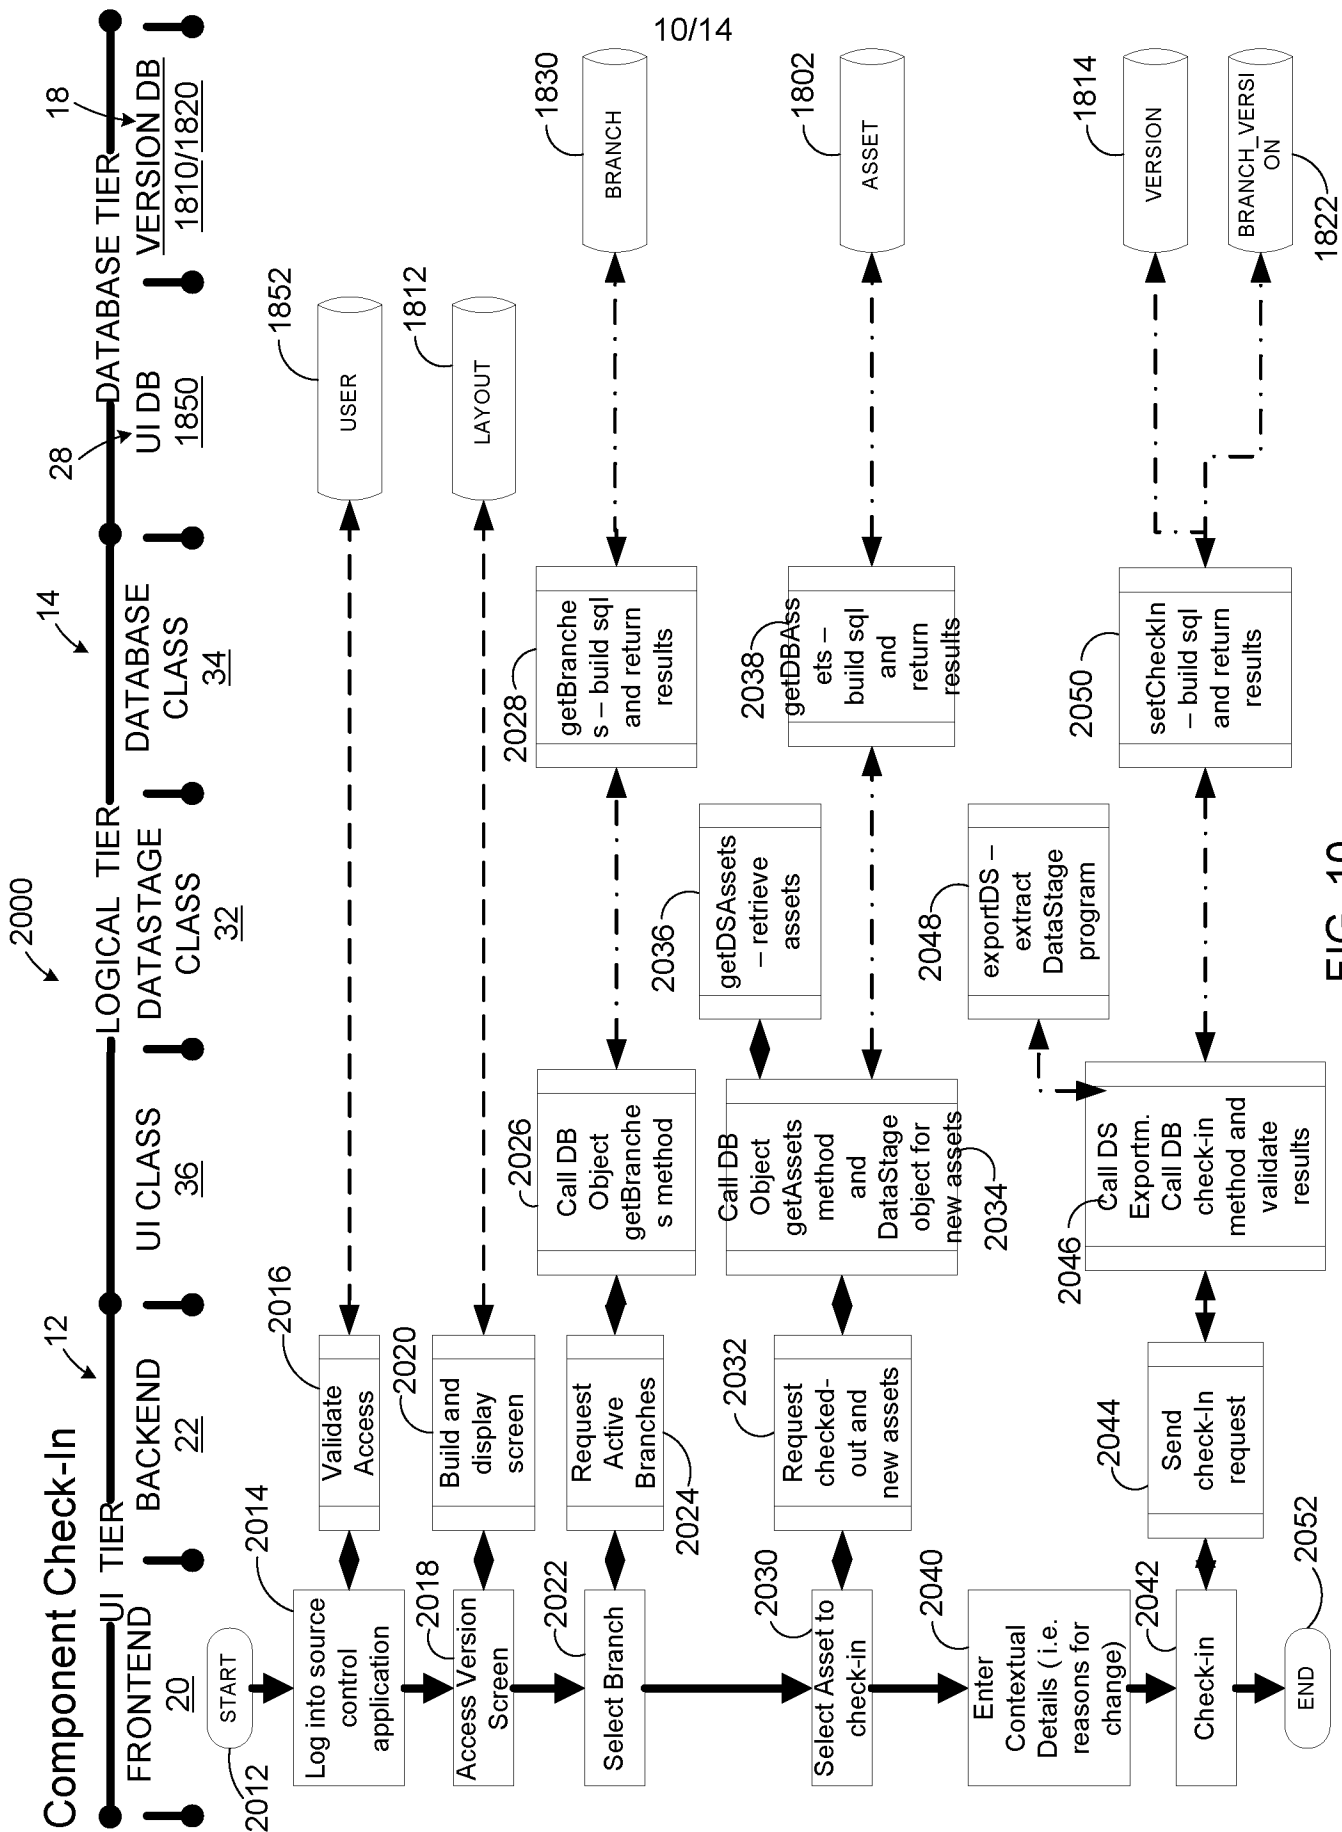 10/14
Component Check-In
2000
12
14
28
18
UI TIER
LOGICAL TIER
DATABASE TIER
FRONTEND
20
BACKEND
22
UI CLASS
36
DATASTAGE
CLASS
32
DATABASE
CLASS
34
UI DB
1850
VERSION DB
1810/1820
START
2012
Log into source
control
application
2014
Validate
Access
2016
USER
1852
Access Version
Screen
2018
Build and
display
screen
2020
LAYOUT
1812
Select Branch
2022
Request
Active
Branches
2024
Call DB
Object
getBranche
s method
2026
getBranche
s – build sql
and return
results
2028
BRANCH
1830
Select Asset to
check-in
2030
Request
checked-
out and
new assets
2032
Call DB
Object
getAssets
method
and
DataStage
object for
new assets
2034
getDSAssets
– retrieve
assets
2036
getDBAss
ets –
build sql
and
return
results
2038
ASSET
1802
Enter
Contextual
Details ( i.e.
reasons for
change)
2040
Check-in
2042
Send
check-In
request
2044
Call DS
Exportm.
Call DB
check-in
method and
validate
results
2046
exportDS –
extract
DataStage
program
2048
setCheckIn
– build sql
and return
results
2050
VERSION
1814
BRANCH_VERSI
ON
1822
END
2052